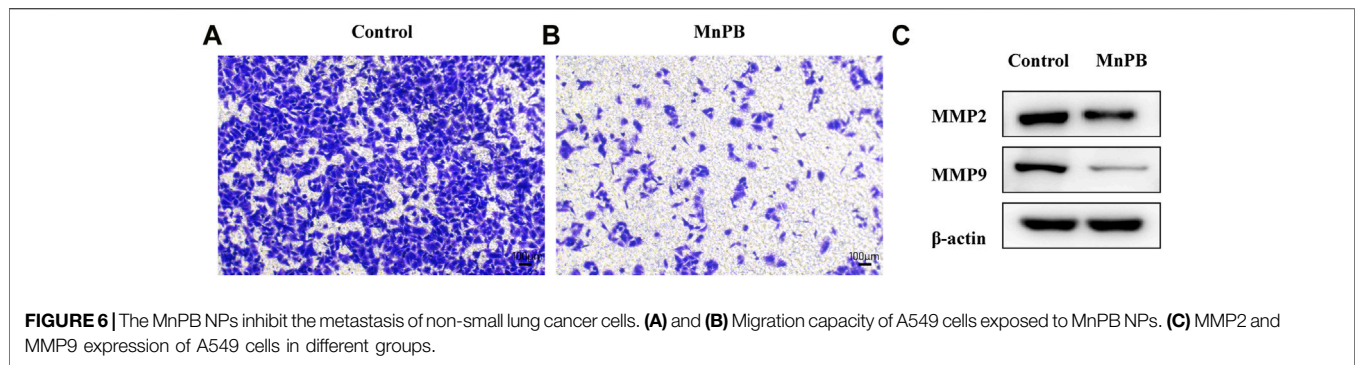 A
Control
B
MnPB
C
Control MnPB
MMP2
MMP9
β-actin
100μm
100μm
FIGURE 6 | The MnPB NPs inhibit the metastasis of non-small lung cancer cells. (A) and (B) Migration capacity of A549 cells exposed to MnPB NPs. (C) MMP2 and
MMP9 expression of A549 cells in different groups.